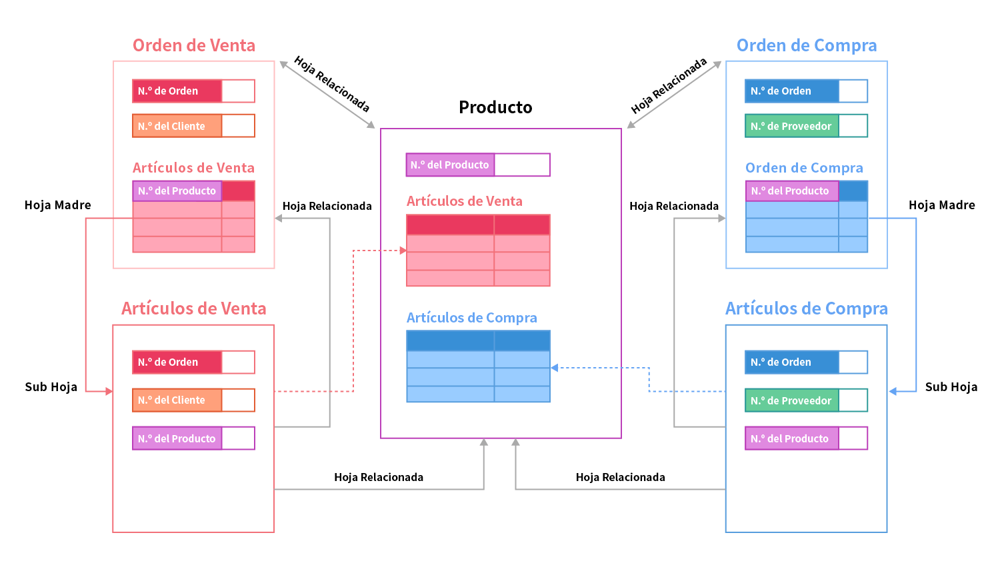 Orden de Venta
N.º de Orden
N.º del Cliente
Artículos de Venta
N.º del Producto
Hoja Madre
Sub Hoja
Artículos de Venta
N.º de Orden
N.º del Cliente
N.º del Producto
Hoja Relacionada
Hoja Relacionada
Hoja Relacionada
Producto
N.º del Producto
Artículos de Venta
Artículos de Compra
Hoja Relacionada
Hoja Relacionada
Hoja Relacionada
Orden de Compra
N.º de Orden
N.º de Proveedor
Orden de Compra
N.º del Producto
Hoja Madre
Sub Hoja
Artículos de Compra
N.º de Orden
N.º de Proveedor
N.º del Producto